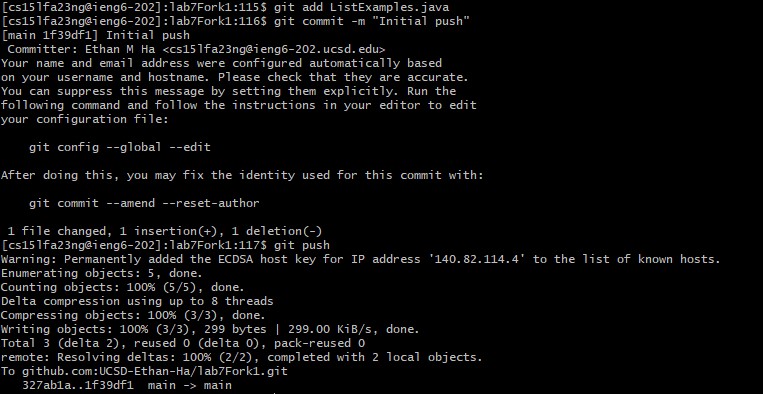 [cs15lfa23ng@ieng6-202]:lab7Fork1:115$ git add ListExamples.java
[cs15lfa23ng@ieng6-202]:lab7Fork1:116$ git commit -m "Initial push"
[main 1f39df1] Initial push
Committer: Ethan M Ha <cs15lfa23ng@ieng6-202.ucsd.edu>
Your name and email address were configured automatically based
on your username and hostname. Please check that they are accurate.
You can suppress this message by setting them explicitly. Run the
following command and follow the instructions in your editor to edit
your configuration file:
git config --global --edit
After doing this, you may fix the identity used for this commit with:
git commit --amend --reset-author
1 file changed, 1 insertion(+), 1 deletion(-)
[cs15lfa23ng@ieng6-202]:lab7Fork1:117$ git push
Warning: Permanently added the ECDSA host key for IP address '140.82.114.4' to the list of known hosts.
Enumerating objects: 5, done.
Counting objects: 100% (5/5), done.
Delta compression using up to 8 threads
Compressing objects: 100% (3/3), done.
Writing objects: 100% (3/3), 299 bytes | 299.00 KiB/s, done.
Total 3 (delta 2), reused 0 (delta 0), pack-reused 0
remote: Resolving deltas: 100% (2/2), completed with 2 local objects.
To github.com:UCSD-Ethan-Ha/lab7Fork1.git
327ab1a..1f39df1  main -> main